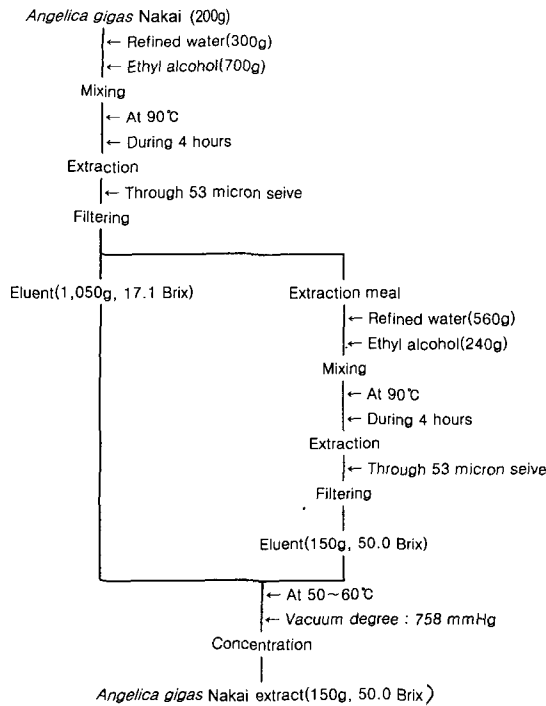 Angelica gigas Nakai (200g)
← Refined water(300g)
← Ethyl alcohol(700g)
Mixing
← At 90℃
← During 4 hours
Extraction
← Through 53 micron seive
Filtering
Eluent(1,050g, 17.1 Brix)
Extraction meal
← Refined water(560g)
← Ethyl alcohol(240g)
Mixing
← At 90℃
← During 4 hours
Extraction
← Through 53 micron seive
Filtering
Eluent(150g, 50.0 Brix)
← At 50~60℃
← Vacuum degree : 758 mmHg
Concentration
Angelica gigas Nakai extract(150g, 50.0 Brix)